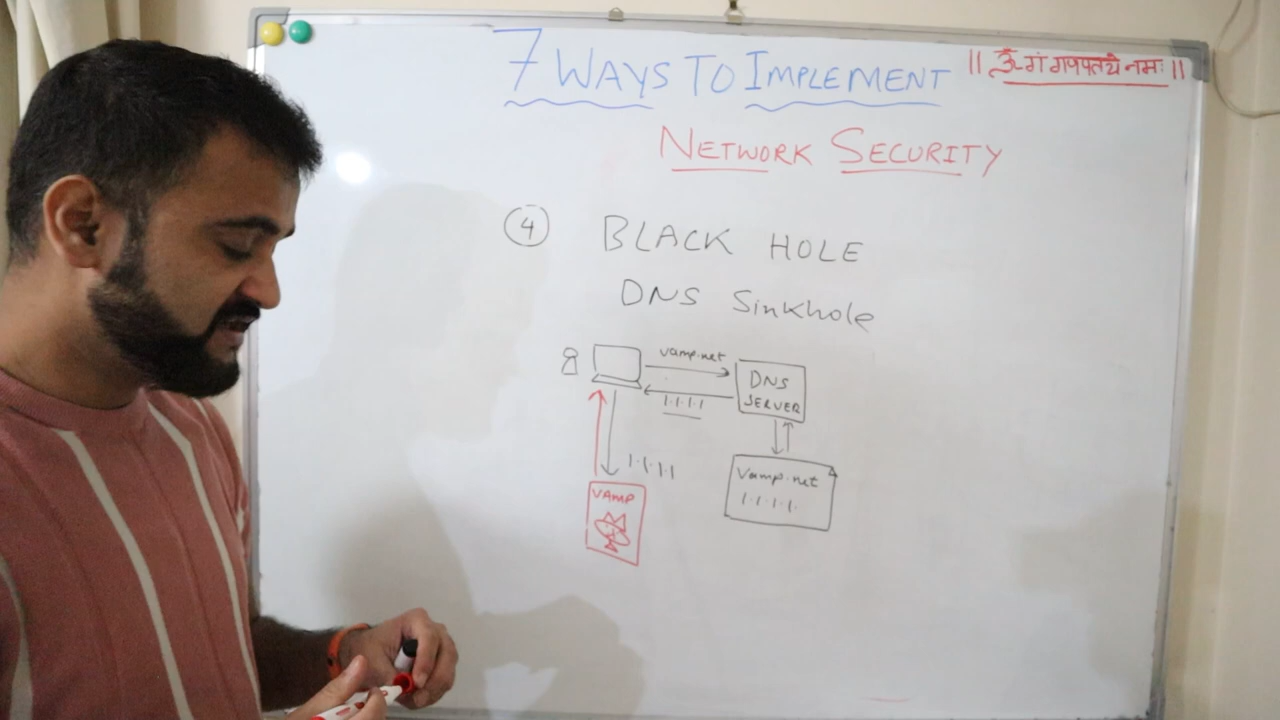 7 WAYS TO IMPLEMENT
|| ॐ गं गणपतये नमः ||
NETWORK SECURITY
4 BLACK HOLE
DNS Sinkhole
vamp.net
DNS
SERVER
1.1.1.1
1.1.1.1
VAMP
Vamp.net
1.1.1.1.